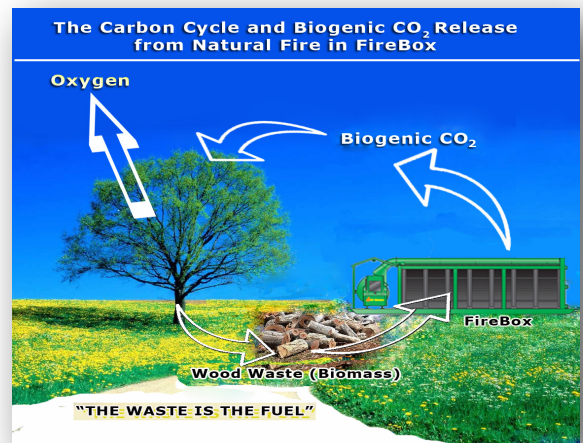 The Carbon Cycle and Biogenic CO₂ Release
from Natural Fire in FireBox
Oxygen
Biogenic CO₂
FireBox
Wood Waste (Biomass)
"THE WASTE IS THE FUEL"